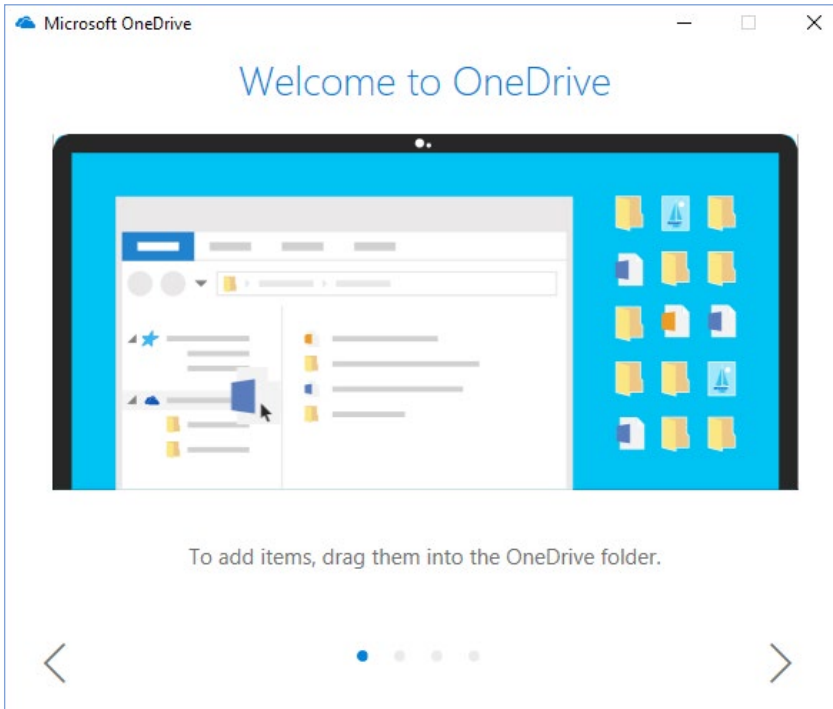 Microsoft OneDrive
Welcome to OneDrive
To add items, drag them into the OneDrive folder.